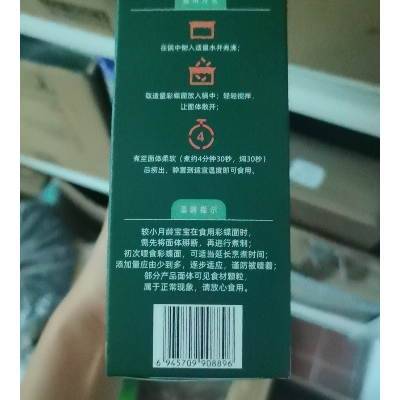 在锅中倒入适量水并煮沸；
取适量彩蝶面放入锅中；轻轻搅拌，
让面体散开；
4
煮至面体柔软（煮约4分钟30秒，焖30秒）
后捞出，静置到适宜温度即可食用。
温馨提示
较小月龄宝宝在食用彩蝶面时，
需先将面体掰断，再进行煮制；
初次喂食彩蝶面，可适当延长烹煮时间；
添加量应由少到多，逐步适应，谨防被噎着；
部分产品面体可见食材颗粒，
属于正常现象，请放心食用。
6 945709 908896